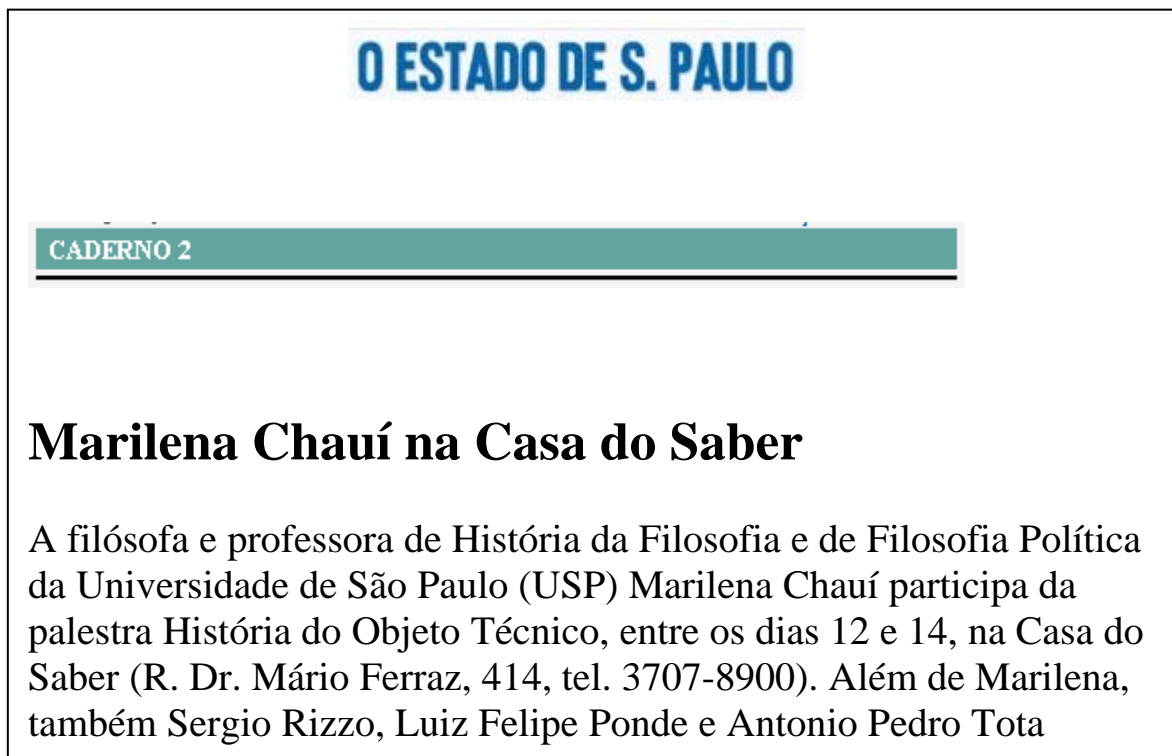 O ESTADO DE S. PAULO
CADERNO 2
Marilena Chauí na Casa do Saber
A filósofa e professora de História da Filosofia e de Filosofia Política
da Universidade de São Paulo (USP) Marilena Chauí participa da
palestra História do Objeto Técnico, entre os dias 12 e 14, na Casa do
Saber (R. Dr. Mário Ferraz, 414, tel. 3707-8900). Além de Marilena,
também Sergio Rizzo, Luiz Felipe Ponde e Antonio Pedro Tota